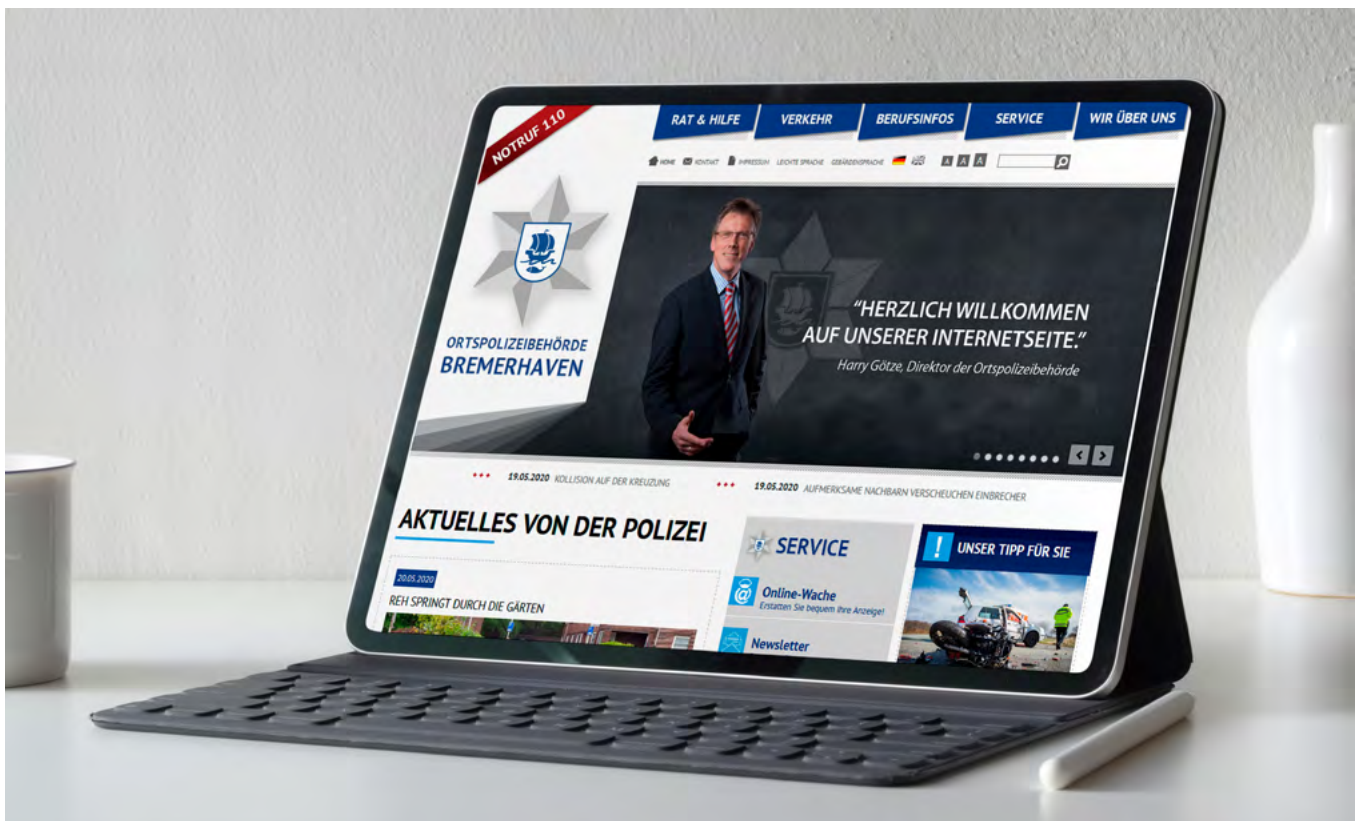 NOTRUF 110
RAT & HILFE
VERKEHR
BERUFSINFOS
SERVICE
WIR ÜBER UNS
HOME
KONTAKT
IMPRESSUM
LEICHTE SPRACHE
GEBÄRDENSPRACHE
A A A
ORTSPOLIZEIBEHÖRDE
BREMERHAVEN
“HERZLICH WILLKOMMEN
AUF UNSERER INTERNETSEITE.”
Harry Götze, Direktor der Ortspolizeibehörde
19.05.2020 KOLLISION AUF DER KREUZUNG
19.05.2020 AUFMERKSAME NACHBARN VERSCHEUCHEN EINBRECHER
AKTUELLES VON DER POLIZEI
20.05.2020
REH SPRINGT DURCH DIE GÄRTEN
SERVICE
Online-Wache
Erstatten Sie bequem Ihre Anzeige!
Newsletter
! UNSER TIPP FÜR SIE